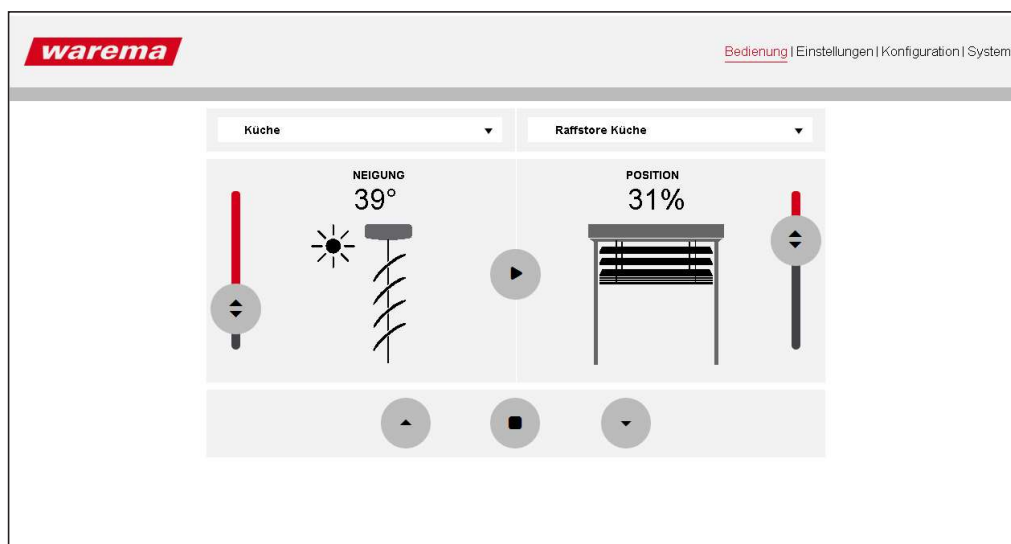 warema
Bedienung | Einstellungen | Konfiguration | System
Küche
Raffstore Küche
NEIGUNG
39°
POSITION
31%